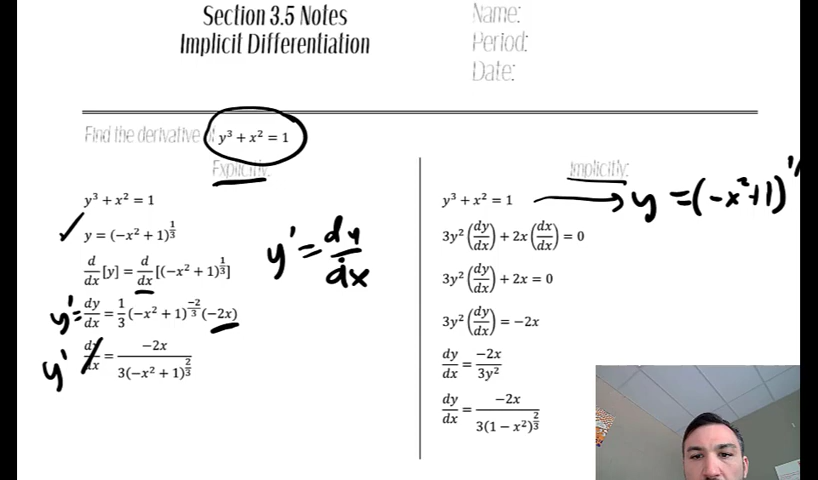 Section 3.5 Notes
Implicit Differentiation
Name:
Period:
Date:
Find the derivative y³ + x² = 1
Explicitly:
y³ + x² = 1
y = (−x² + 1)^(1/3)
d/dx [y] = d/dx [(−x² + 1)^(1/3)]
y' = dy/dx = 1/3 (−x² + 1)^(−2/3) (−2x)
y' dy/dx = −2x / 3(−x² + 1)^(2/3)
y' = dy/dx
Implicitly:
y³ + x² = 1 → y = (−x² + 1)
3y² (dy/dx) + 2x (dx/dx) = 0
3y² (dy/dx) + 2x = 0
3y² (dy/dx) = −2x
dy/dx = −2x / 3y²
dy/dx = −2x / 3(1 − x²)^(2/3)